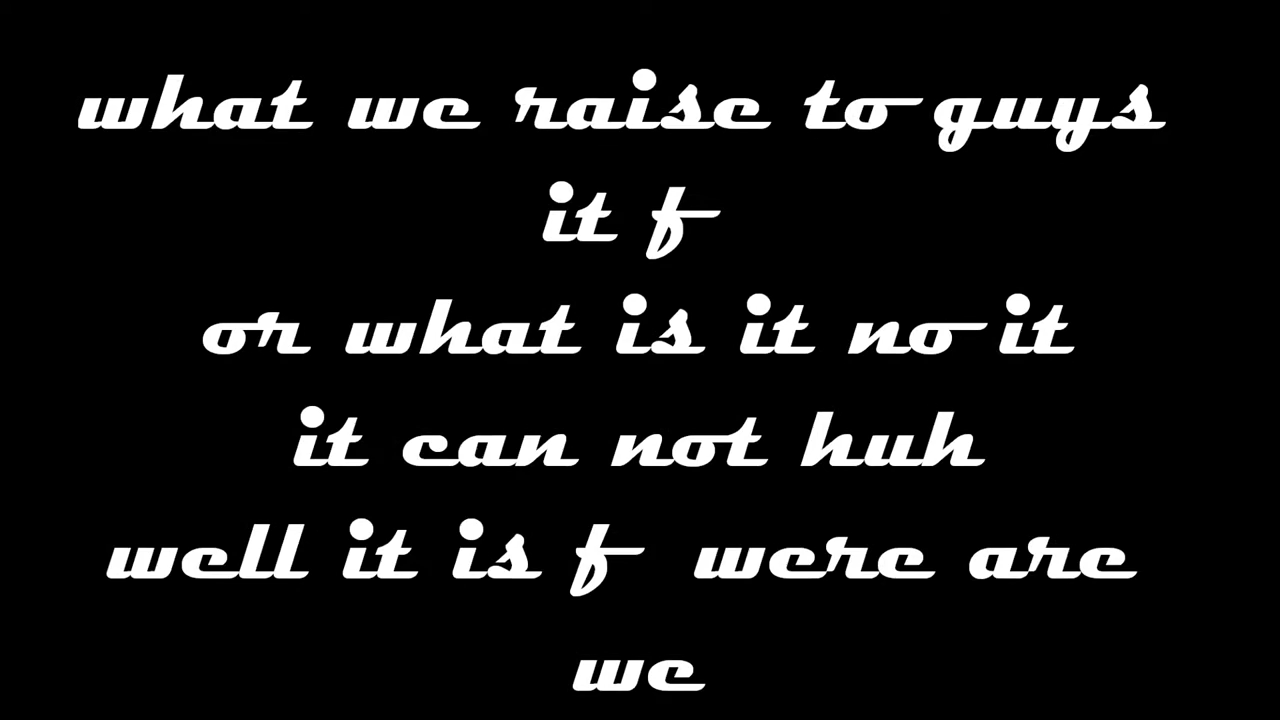 what we raise to guys
it f
or what is it no it
it can not huh
well it is f were are
we